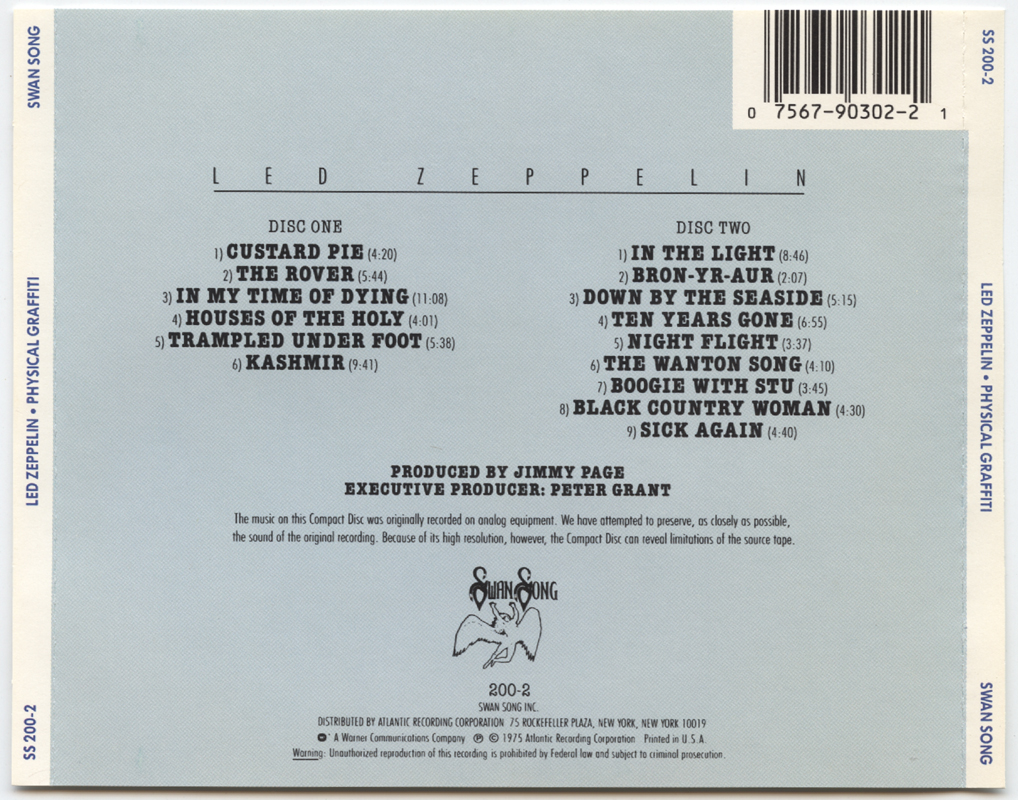 SWAN SONG
LED ZEPPELIN • PHYSICAL GRAFFITI
SS 200-2
0 7567-90302-2 1
LED ZEPPELIN
DISC ONE
1) CUSTARD PIE (4:20)
2) THE ROVER (5:44)
3) IN MY TIME OF DYING (11:08)
4) HOUSES OF THE HOLY (4:01)
5) TRAMPLED UNDER FOOT (5:38)
6) KASHMIR (9:41)
DISC TWO
1) IN THE LIGHT (8:46)
2) BRON-YR-AUR (2:07)
3) DOWN BY THE SEASIDE (5:15)
4) TEN YEARS GONE (6:55)
5) NIGHT FLIGHT (3:37)
6) THE WANTON SONG (4:10)
7) BOOGIE WITH STU (3:45)
8) BLACK COUNTRY WOMAN (4:30)
9) SICK AGAIN (4:40)
PRODUCED BY JIMMY PAGE
EXECUTIVE PRODUCER: PETER GRANT
The music on this Compact Disc was originally recorded on analog equipment. We have attempted to preserve, as closely as possible,
the sound of the original recording. Because of its high resolution, however, the Compact Disc can reveal limitations of the source tape.
SWAN SONG
200-2
SWAN SONG INC.
DISTRIBUTED BY ATLANTIC RECORDING CORPORATION 75 ROCKEFELLER PLAZA, NEW YORK, NEW YORK 10019
A Warner Communications Company ℗ © 1975 Atlantic Recording Corporation Printed in U.S.A.
Warning: Unauthorized reproduction of this recording is prohibited by Federal law and subject to criminal prosecution.
SS 200-2
LED ZEPPELIN • PHYSICAL GRAFFITI
SWAN SONG